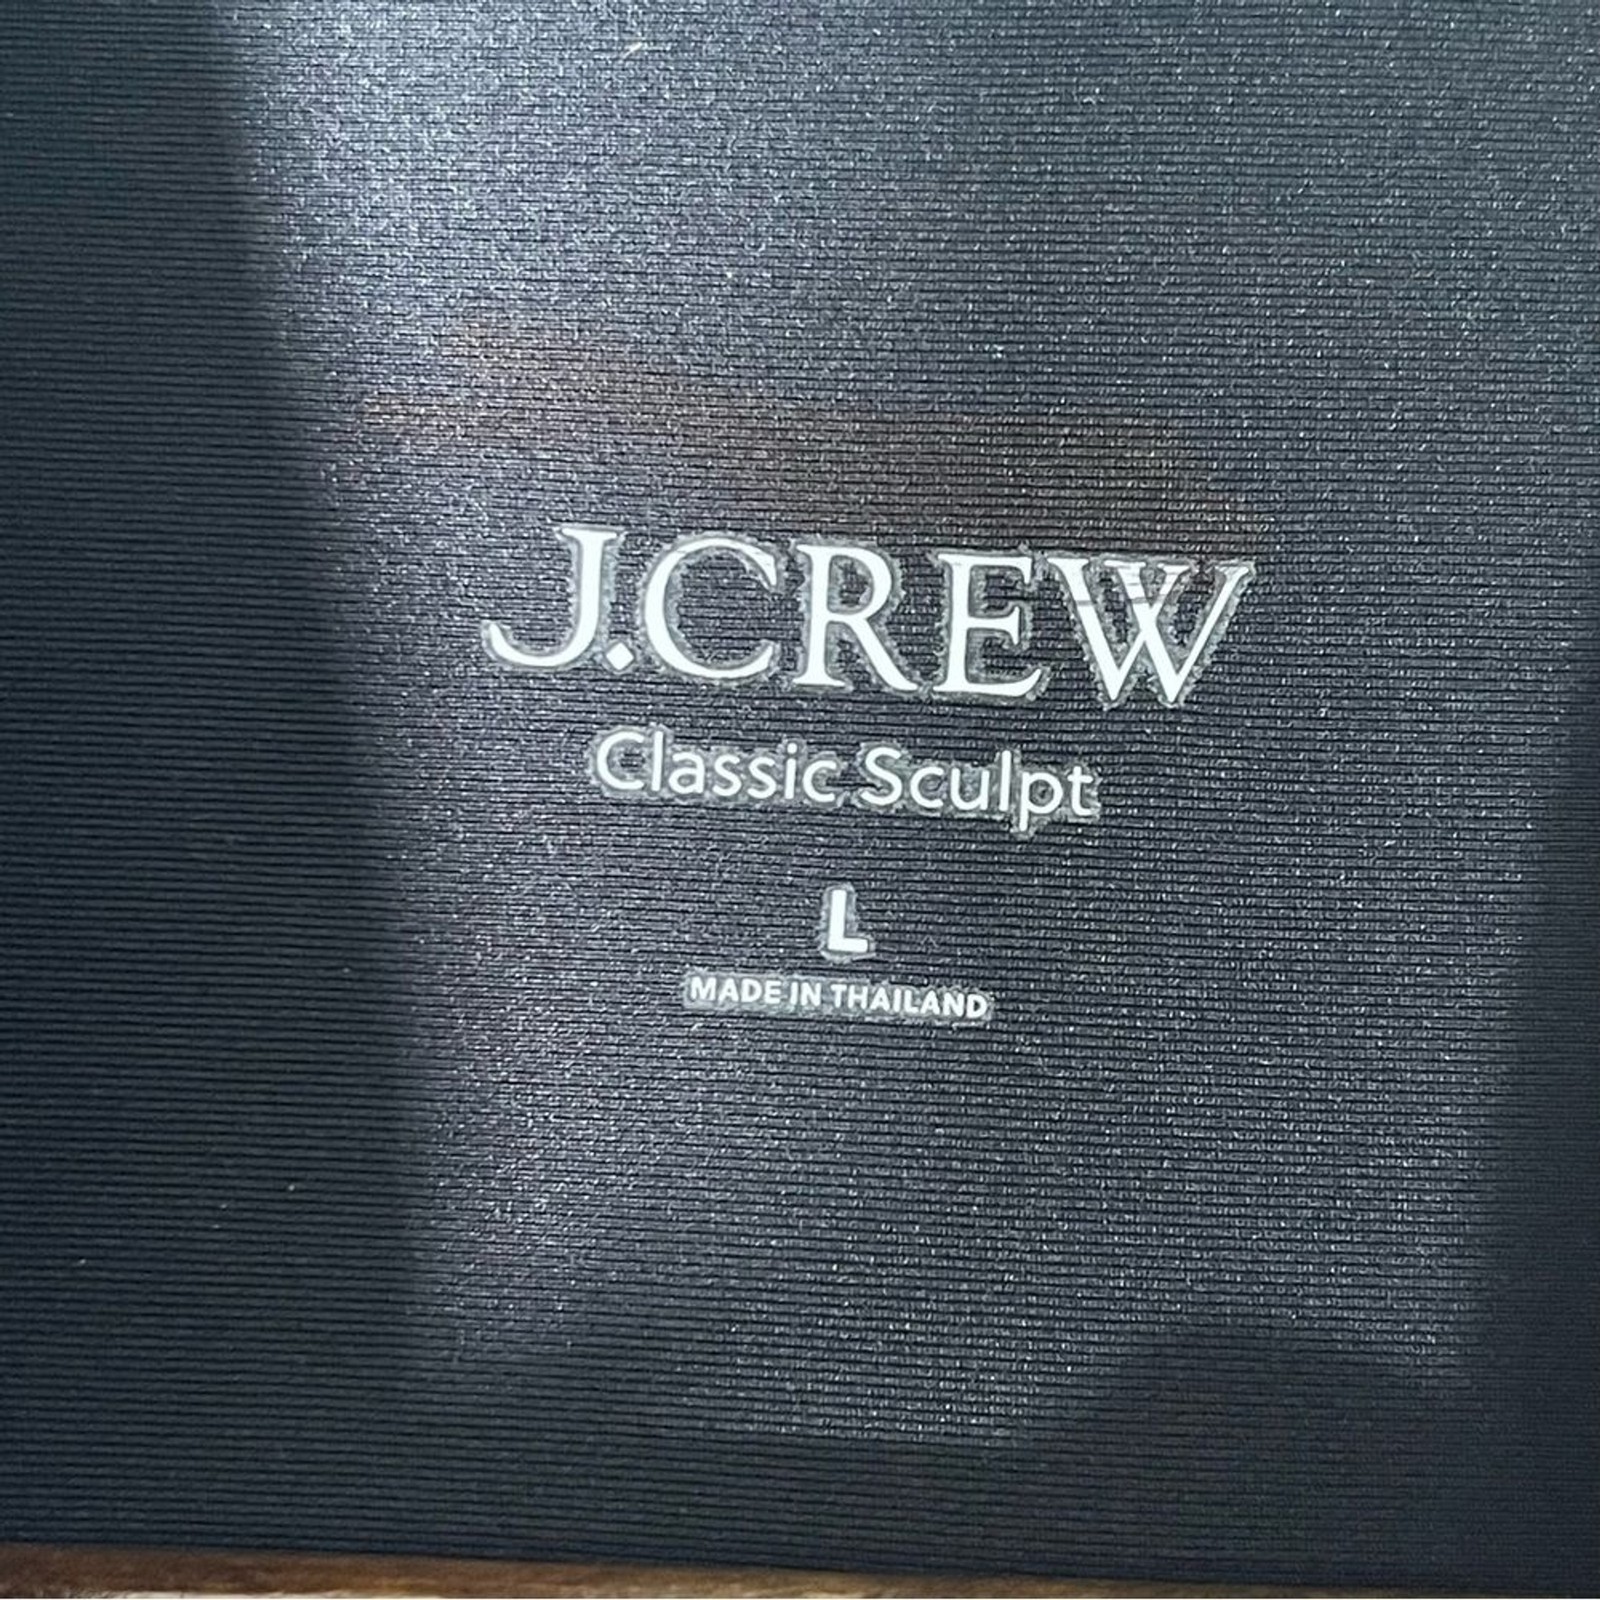 J.CREW
Classic Sculpt
L
MADE IN THAILAND